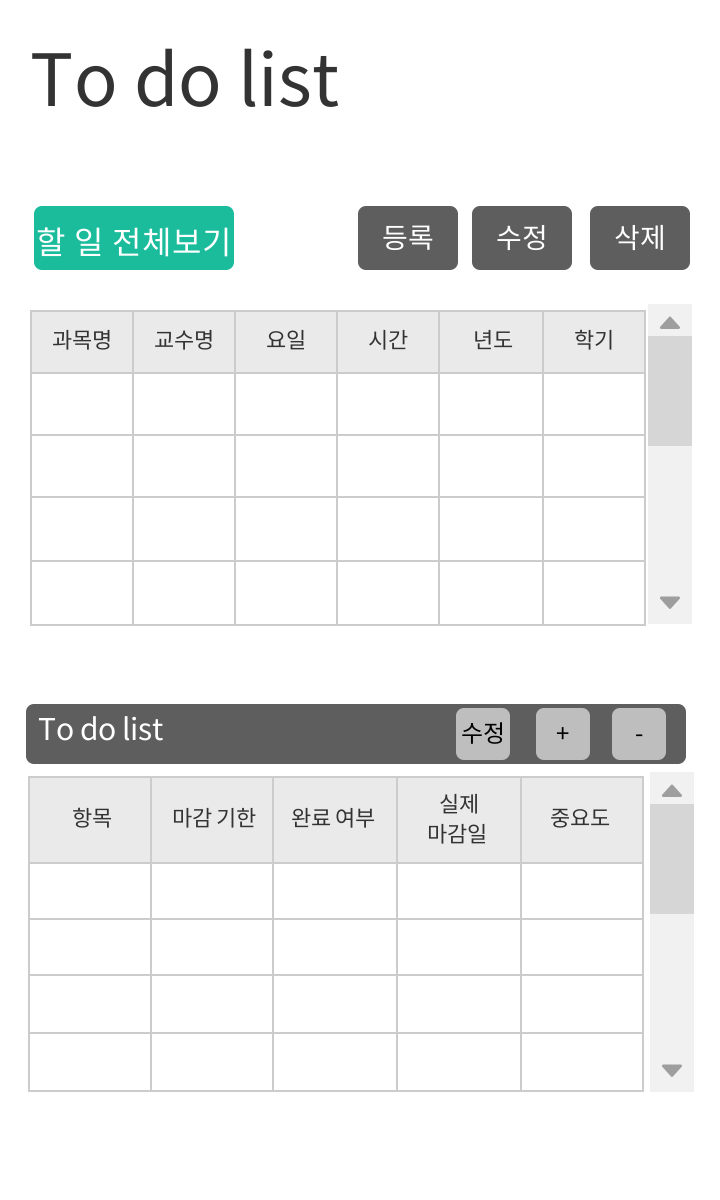 To do list
할 일 전체보기 등록 수정 삭제
과목명 교수명 요일 시간 년도 학기
To do list 수정 + -
항목 마감 기한 완료 여부 실제 마감일 중요도